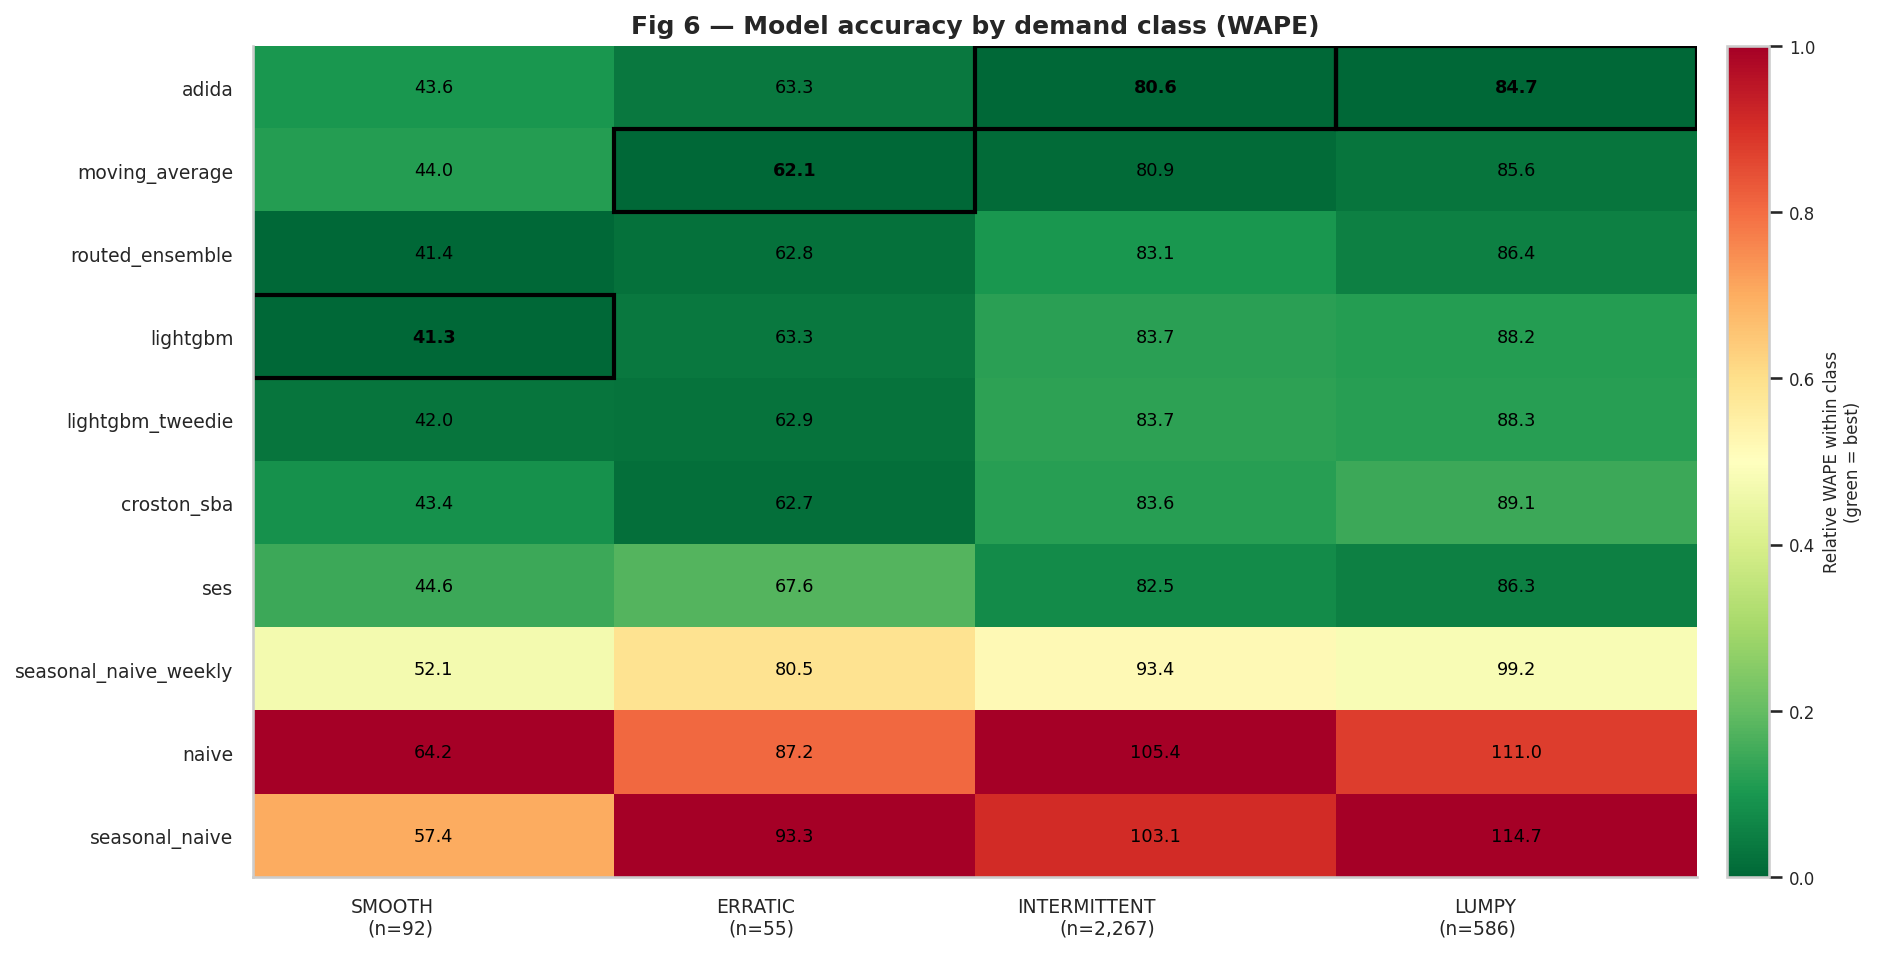 Fig 6 — Model accuracy by demand class (WAPE)
adida 43.6 63.3 80.6 84.7
moving_average 44.0 62.1 80.9 85.6
routed_ensemble 41.4 62.8 83.1 86.4
lightgbm 41.3 63.3 83.7 88.2
lightgbm_tweedie 42.0 62.9 83.7 88.3
croston_sba 43.4 62.7 83.6 89.1
ses 44.6 67.6 82.5 86.3
seasonal_naive_weekly 52.1 80.5 93.4 99.2
naive 64.2 87.2 105.4 111.0
seasonal_naive 57.4 93.3 103.1 114.7
SMOOTH ERRATIC INTERMITTENT LUMPY
(n=92) (n=55) (n=2,267) (n=586)
1.0
0.8
0.6
0.4
0.2
0.0
Relative WAPE within class
(green = best)